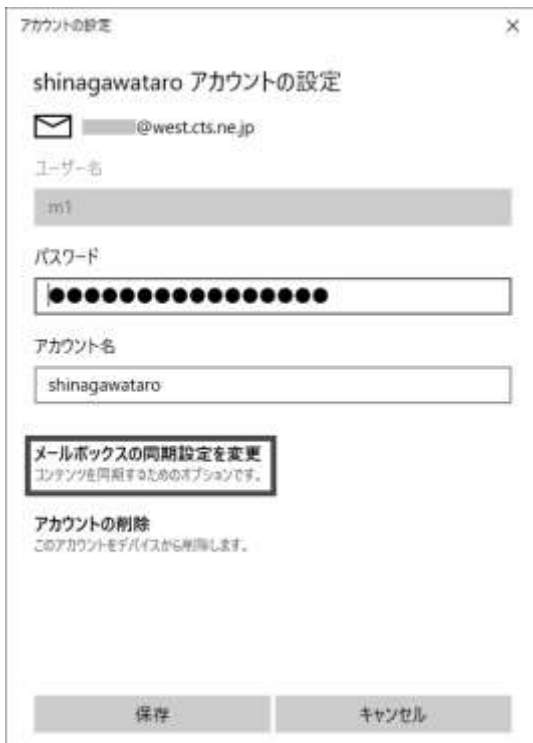 アカウントの設定
shinagawataro アカウントの設定
@west.cts.ne.jp
ユーザー名
m1
パスワード
●●●●●●●●●●●●●●●●
アカウント名
shinagawataro
メールボックスの同期設定を変更
コンテンツを同期するためのオプションです。
アカウントの削除
このアカウントをデバイスから削除します。
保存
キャンセル